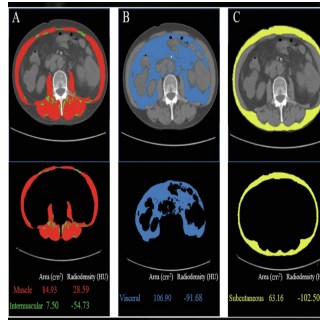 A
B
C
Area (cm²) Radiodensity (HU)
Muscle 84.93 28.59
Intermuscular 7.50 -54.73
Area (cm²) Radiodensity (HU)
Visceral 106.90 -91.68
Area (cm²) Radiodensity (HU)
Subcutaneous 63.16 -102.50